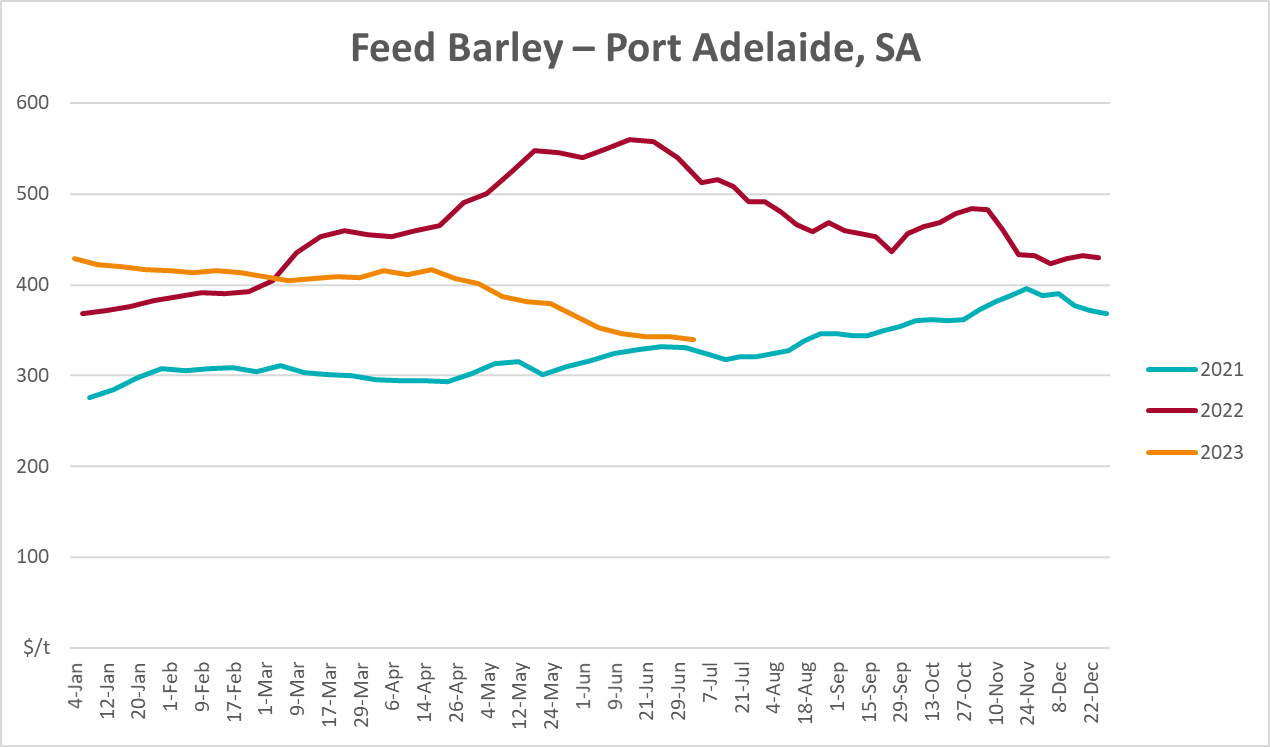 Feed Barley – Port Adelaide, SA
600
500
400
300
200
100
$/t
4-Jan
12-Jan
20-Jan
1-Feb
9-Feb
17-Feb
1-Mar
9-Mar
17-Mar
29-Mar
6-Apr
14-Apr
26-Apr
4-May
12-May
24-May
1-Jun
9-Jun
21-Jun
29-Jun
7-Jul
21-Jul
4-Aug
18-Aug
1-Sep
15-Sep
29-Sep
13-Oct
27-Oct
10-Nov
24-Nov
8-Dec
22-Dec
2021
2022
2023